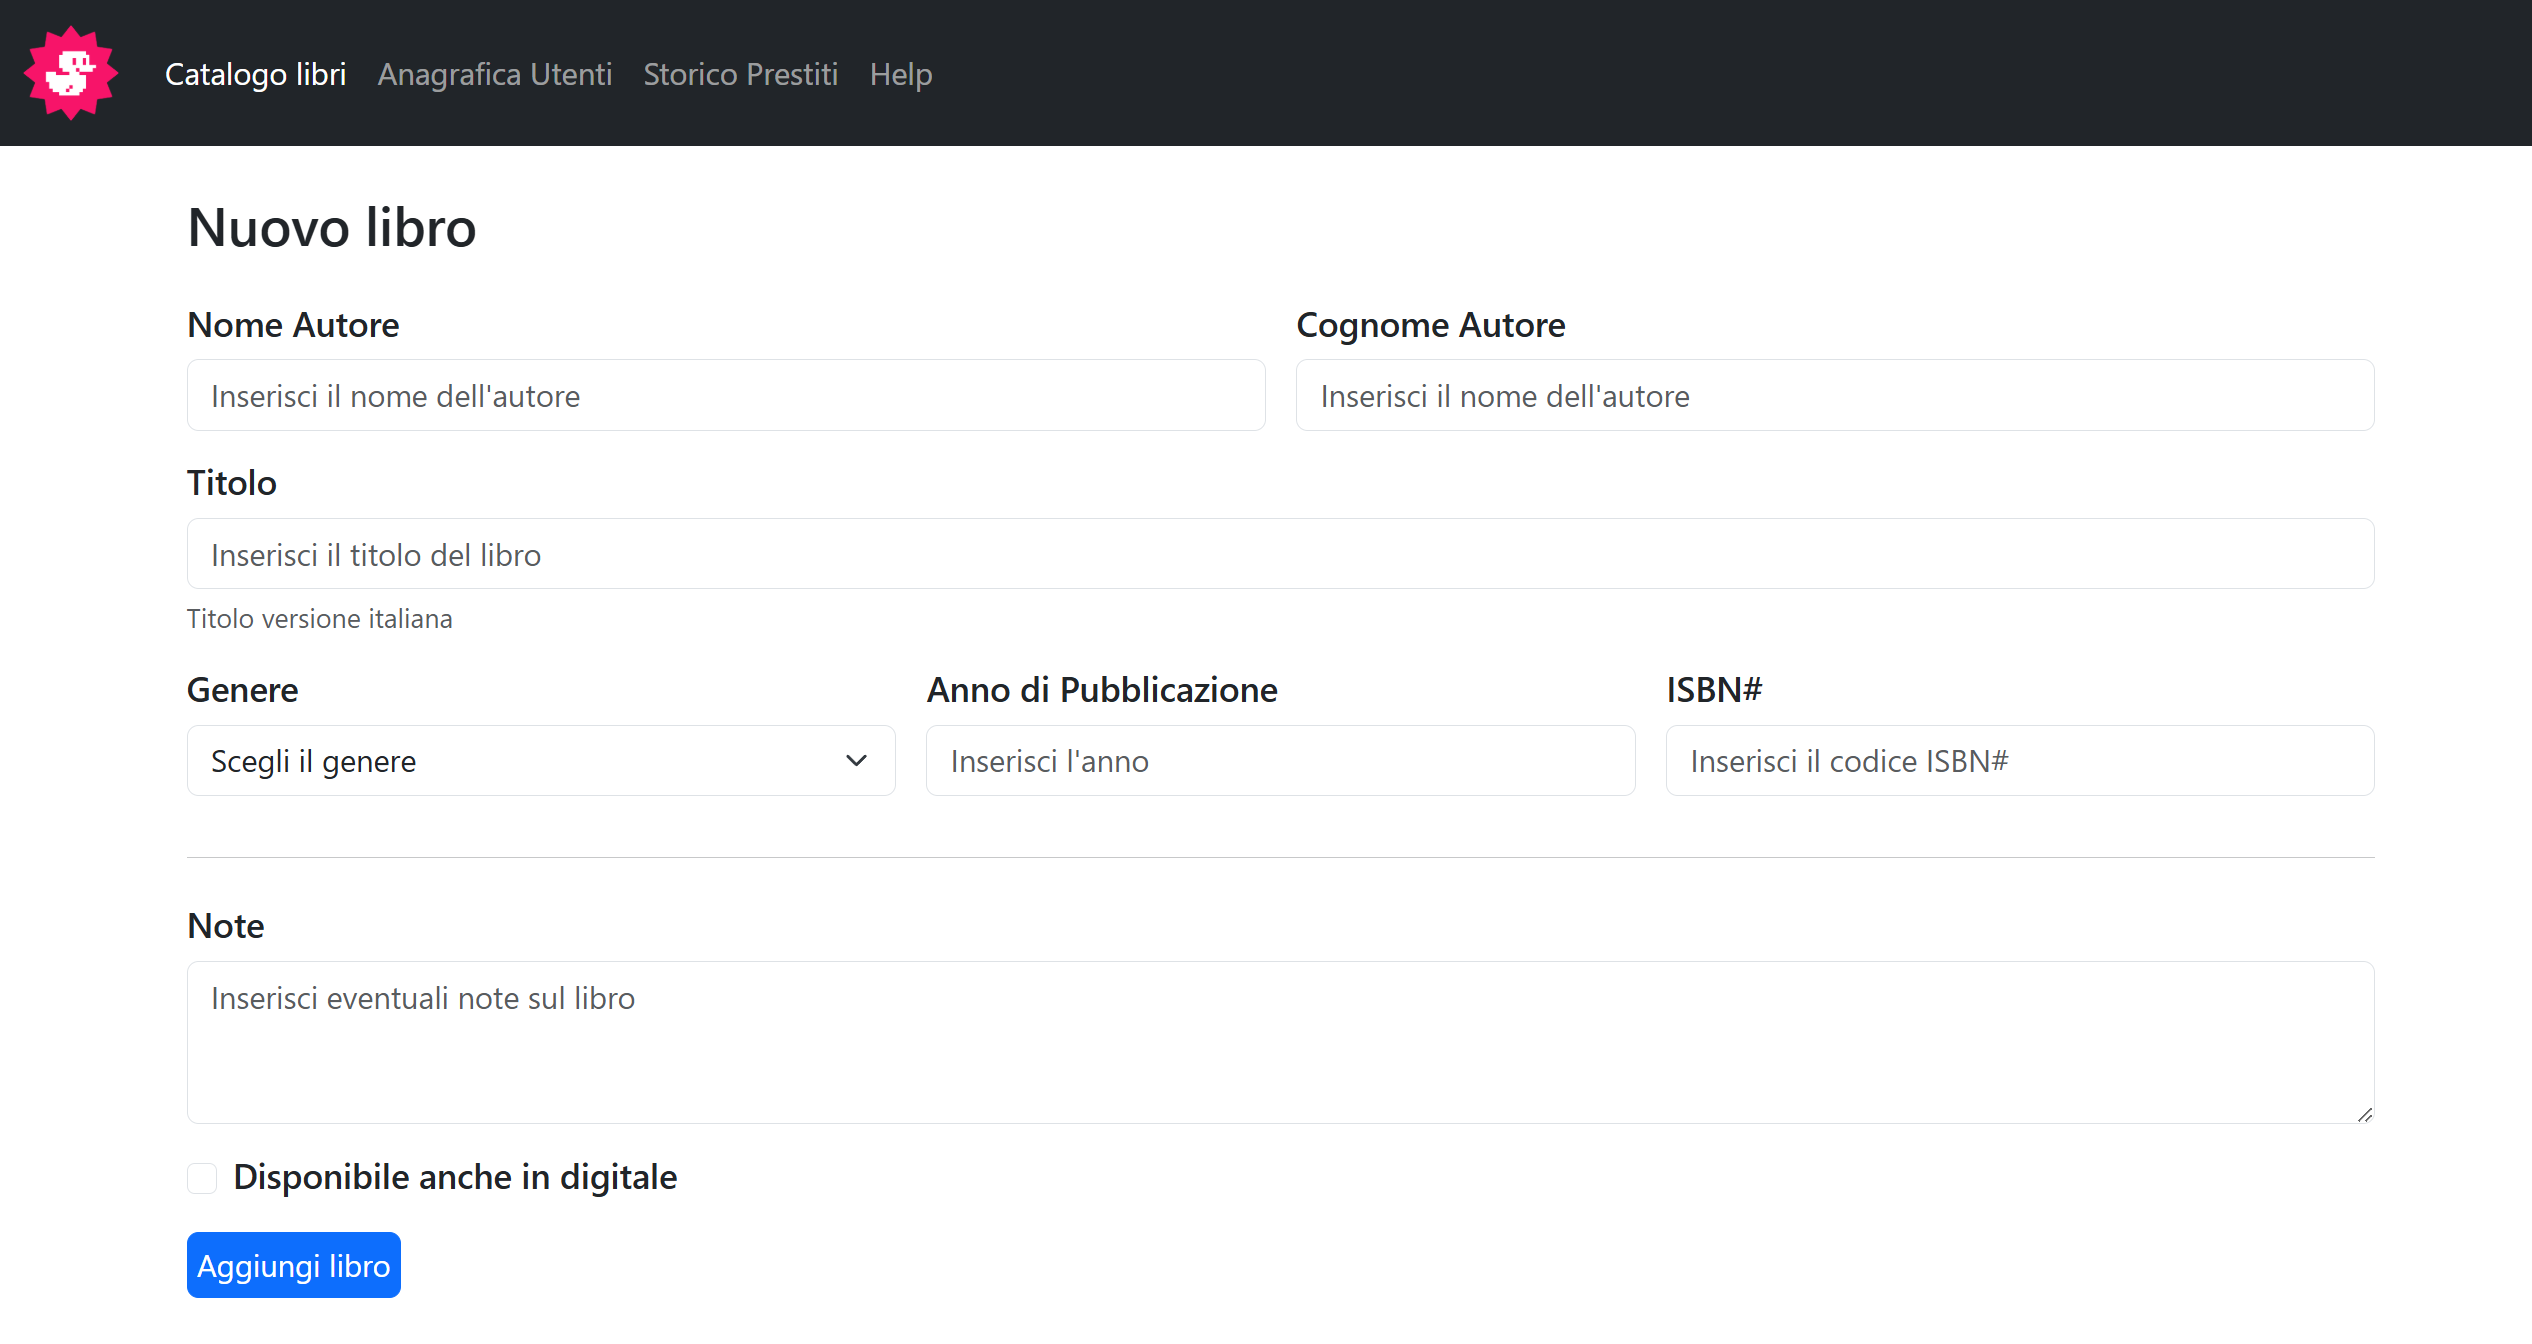 Catalogo libri Anagrafica Utenti Storico Prestiti Help
Nuovo libro
Nome Autore
Inserisci il nome dell'autore
Cognome Autore
Inserisci il nome dell'autore
Titolo
Inserisci il titolo del libro
Titolo versione italiana
Genere
Scegli il genere
Anno di Pubblicazione
Inserisci l'anno
ISBN#
Inserisci il codice ISBN#
Note
Inserisci eventuali note sul libro
Disponibile anche in digitale
Aggiungi libro